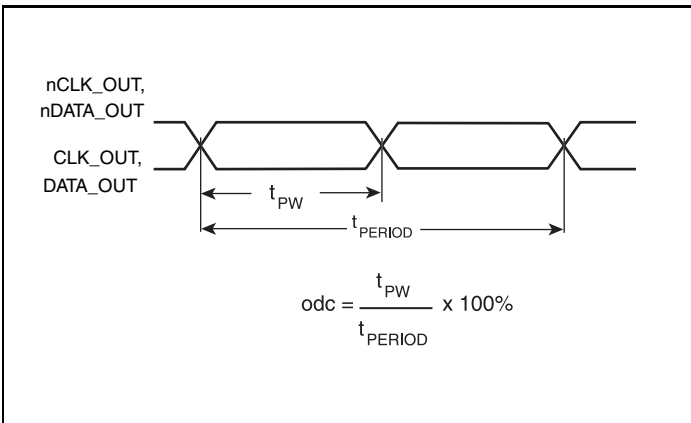 nCLK_OUT,
nDATA_OUT
CLK_OUT,
DATA_OUT
tPW
tPERIOD
odc = tPW / tPERIOD x 100%